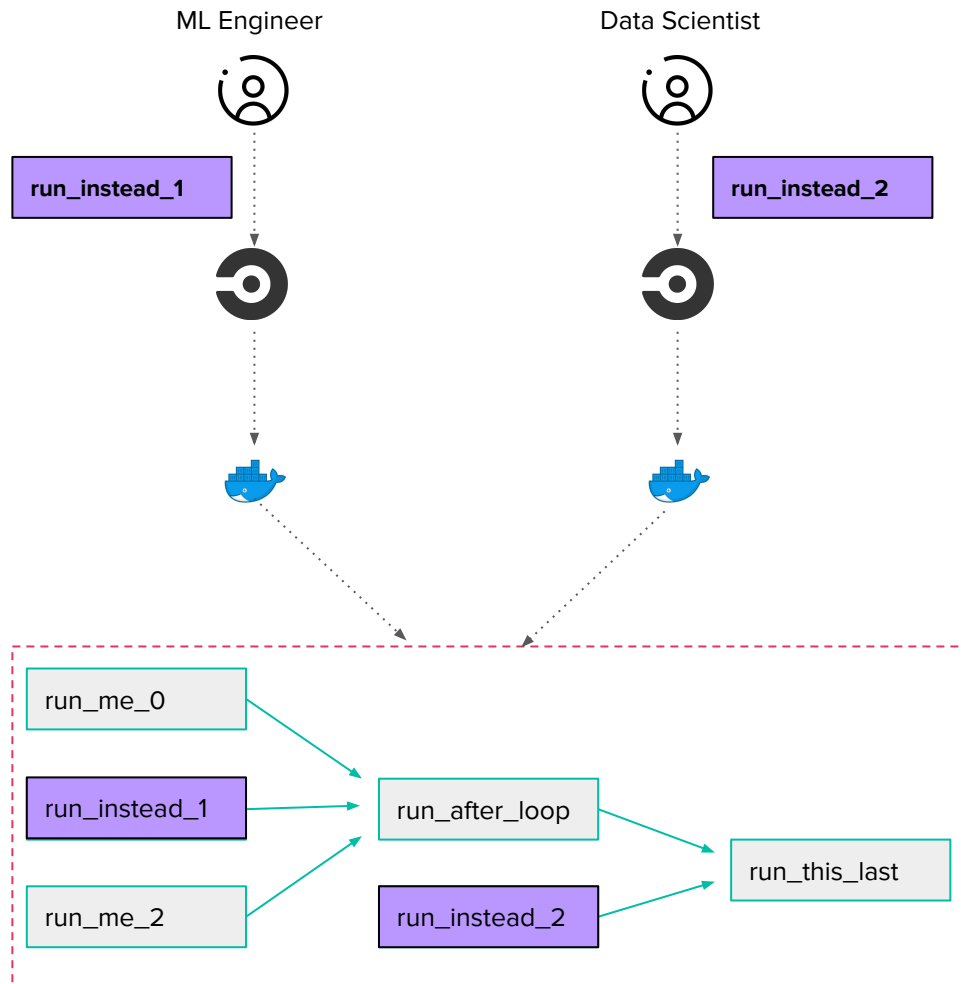 ML Engineer
Data Scientist
run_instead_1
run_instead_2
run_me_0
run_instead_1
run_after_loop
run_this_last
run_me_2
run_instead_2